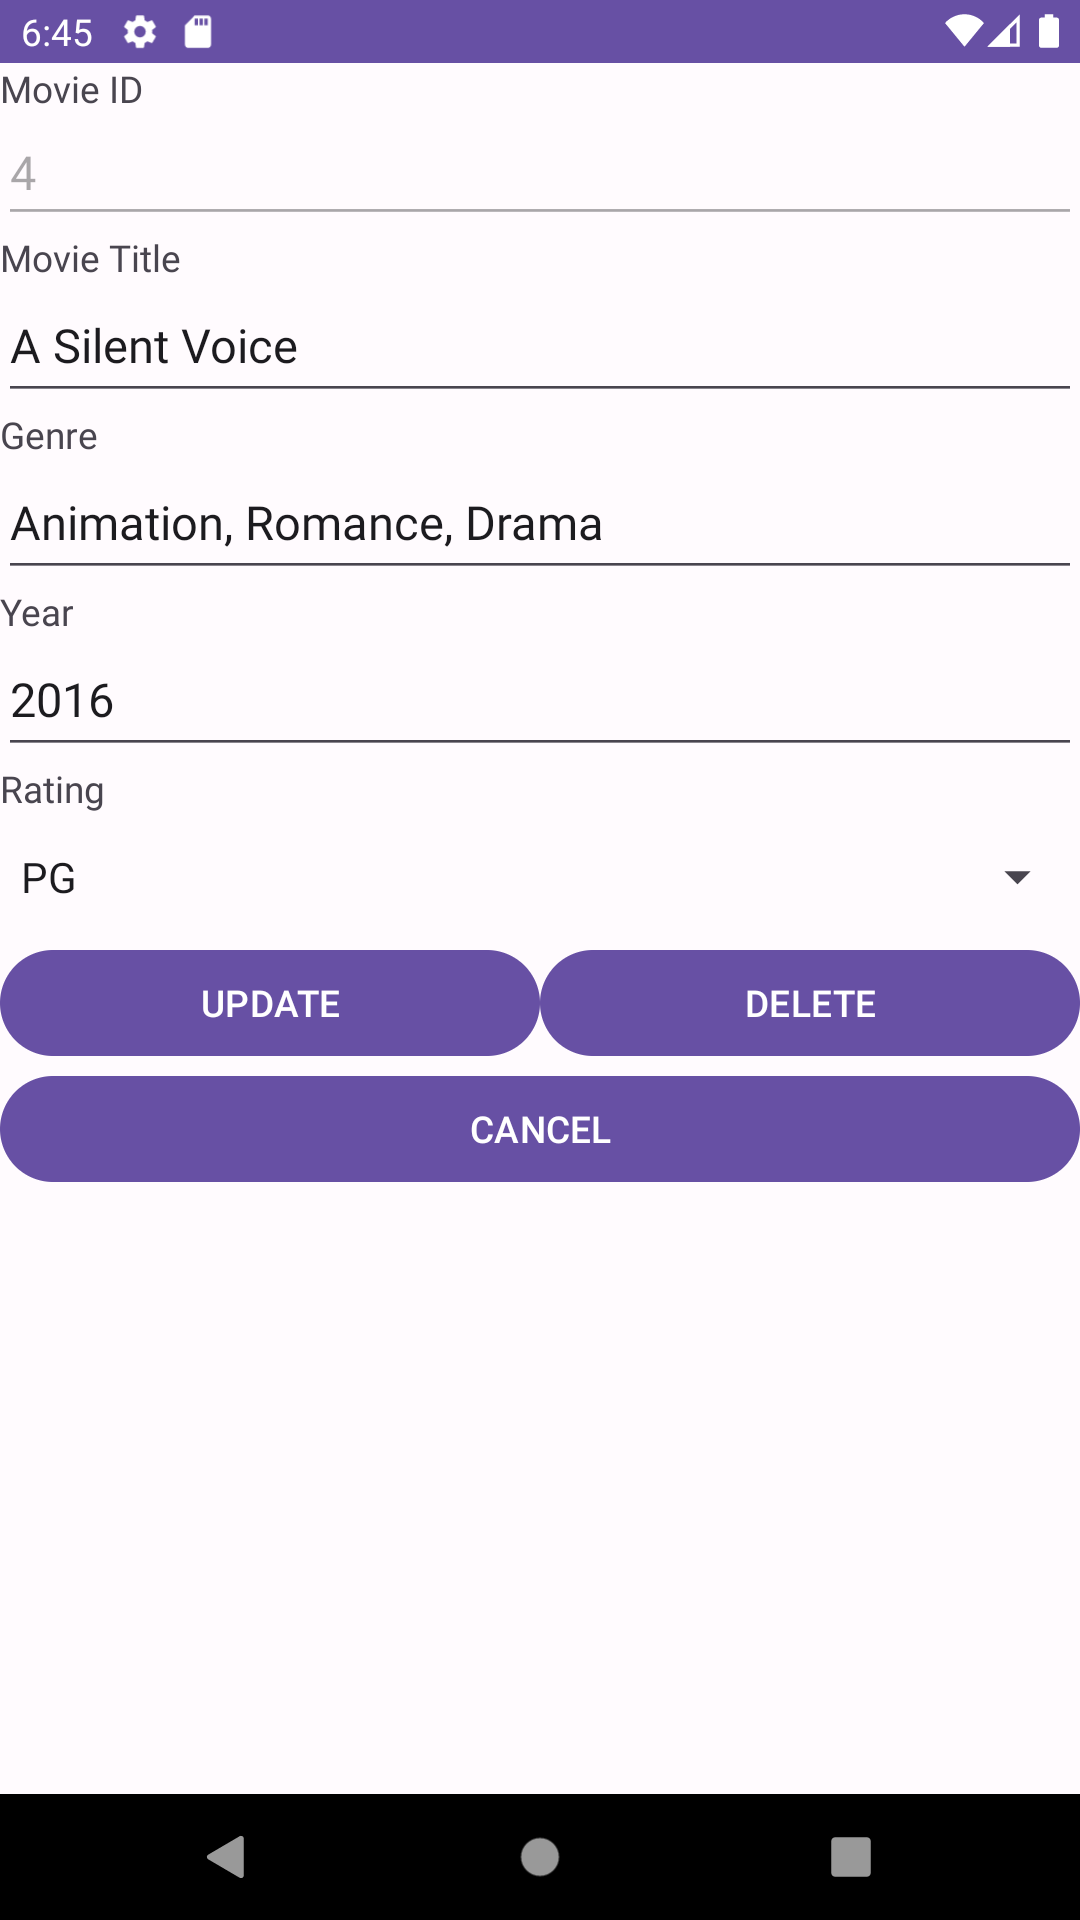 6:45
Movie ID
4
Movie Title
A Silent Voice
Genre
Animation, Romance, Drama
Year
2016
Rating
PG
UPDATE DELETE
CANCEL